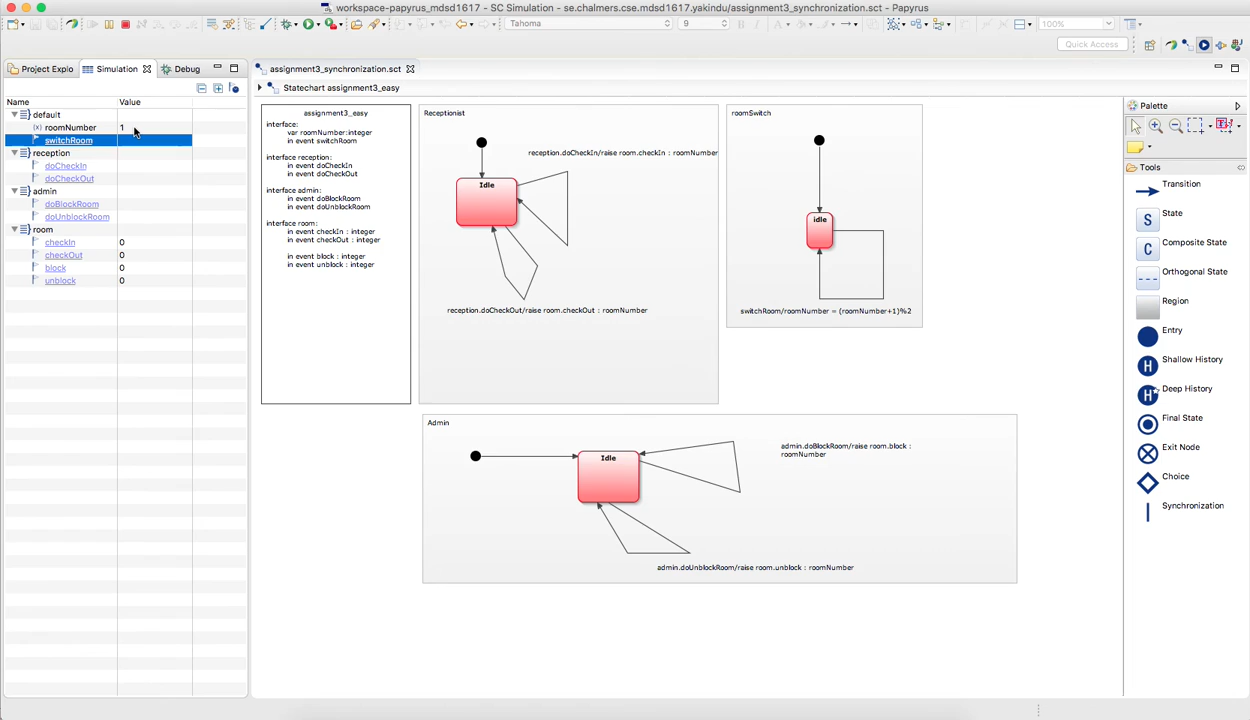 workspace-papyrus_mdsd1617 - SC Simulation - se.chalmers.cse.mdsd1617.yakindu/assignment3_synchronization.sct - Papyrus
Tahoma
9
B
I
A
100%
Quick Access
Project Explo
Simulation
Debug
Name
Value
default
(x) roomNumber
1
switchRoom
reception
doCheckIn
doCheckOut
admin
doBlockRoom
doUnblockRoom
room
checkIn
0
checkOut
0
block
0
unblock
0
assignment3_synchronization.sct
Statechart assignment3_easy
assignment3_easy
interface:
var roomNumber:integer
in event switchRoom
interface reception:
in event doCheckIn
in event doCheckOut
interface admin:
in event doBlockRoom
in event doUnblockRoom
interface room:
in event checkIn : integer
in event checkOut : integer
in event block : integer
in event unblock : integer
Receptionist
reception.doCheckIn/raise room.checkIn : roomNumber
Idle
reception.doCheckOut/raise room.checkOut : roomNumber
roomSwitch
idle
switchRoom/roomNumber = (roomNumber+1)%2
Admin
Idle
admin.doBlockRoom/raise room.block :
roomNumber
admin.doUnblockRoom/raise room.unblock : roomNumber
Palette
Tools
Transition
S
State
C
Composite State
Orthogonal State
Region
Entry
H
Shallow History
H
Deep History
Final State
Exit Node
Choice
Synchronization